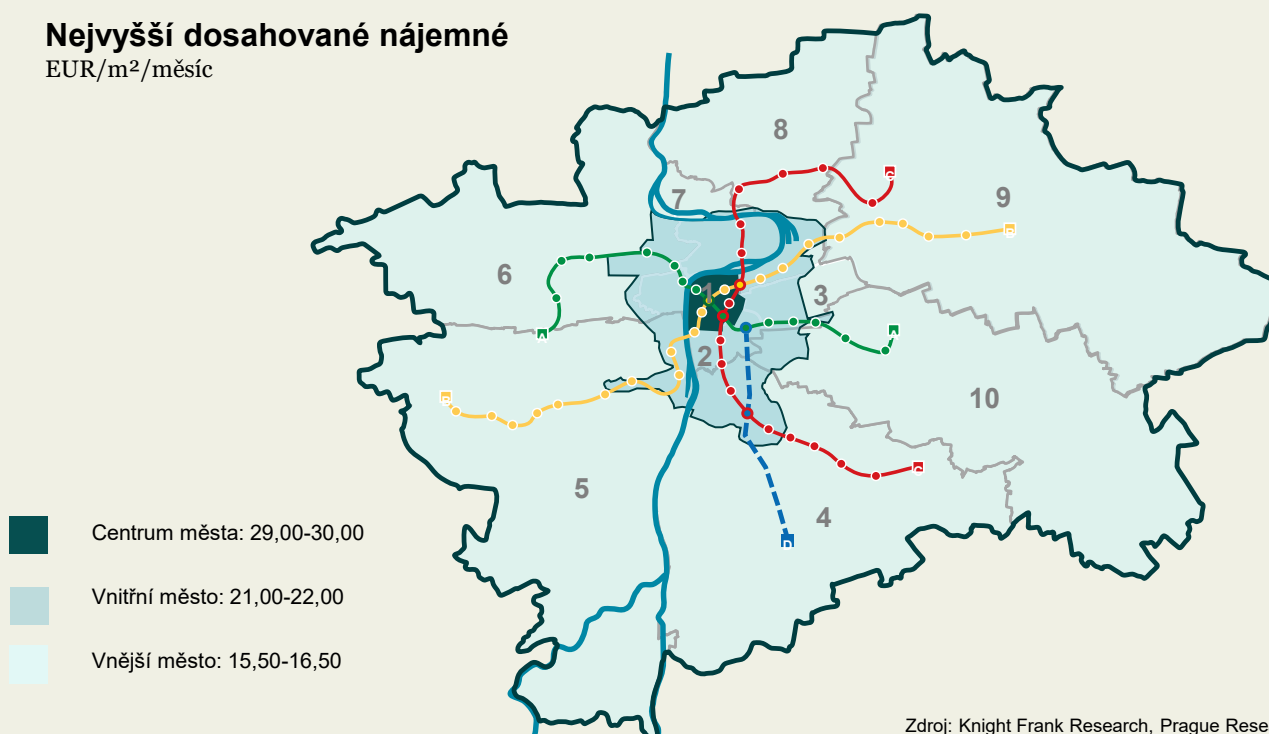 Nejvyšší dosahované nájemné
EUR/m²/měsíc
8
7
9
C
B
6
1
3
A
A
2
B
10
C
5
4
D
Centrum města: 29,00-30,00
Vnitřní město: 21,00-22,00
Vnější město: 15,50-16,50
Zdroj: Knight Frank Research, Prague Rese